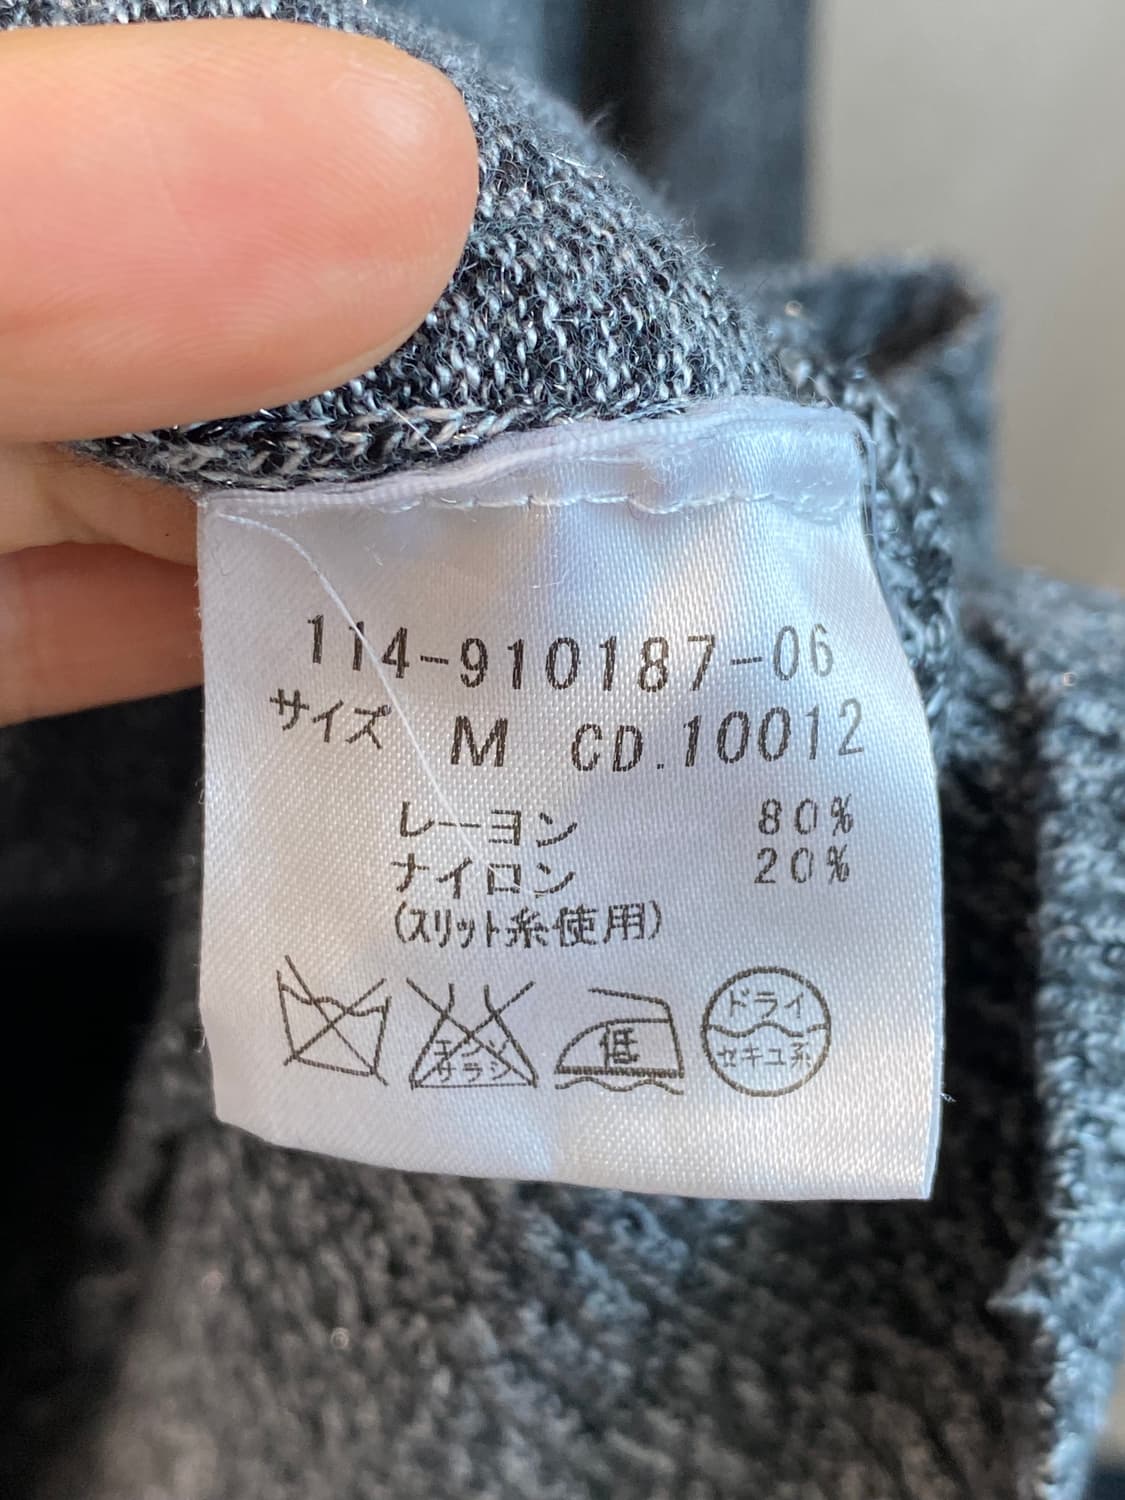 114-910187-06
サイズ M CD.10012
レーヨン 80%
ナイロン 20%
(スリット糸使用)
エンソ
サラシ
低
ドライ
セキユ系